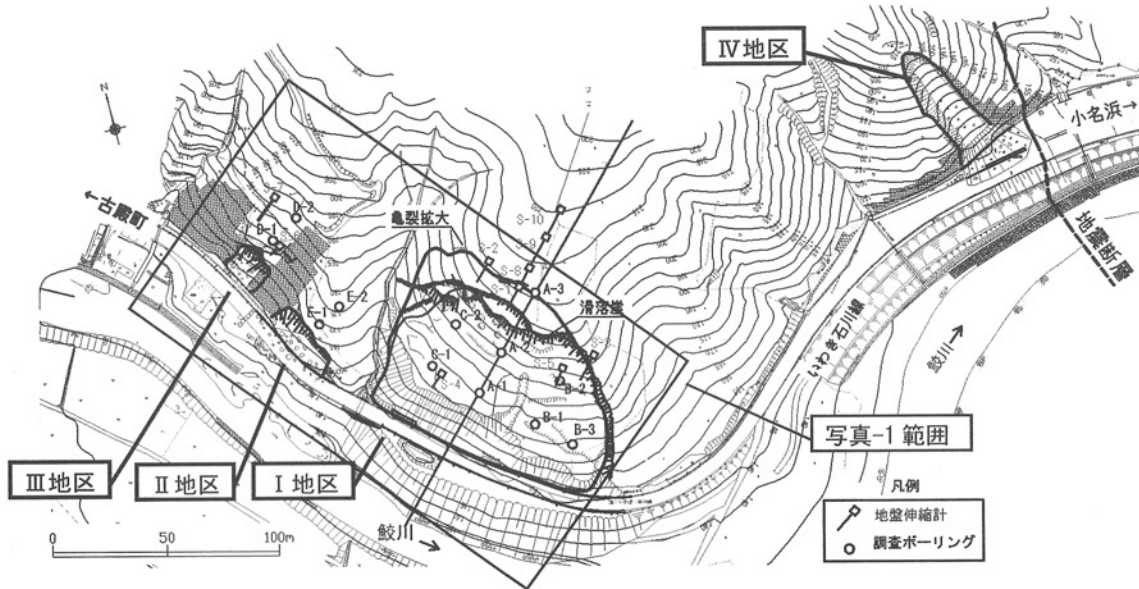 Ⅳ地区
小名浜→
N
S-10
←古殿町
亀裂拡大
D-2
D-1
S-9
S-2
S-8
A-3
滑落崖
地震断層
E-2
E-1
C-2
いわき石川線
鮫川→
C-1
S-4
S-5
B-2
A-1
B-1
B-3
写真-1 範囲
Ⅲ地区
Ⅱ地区
Ⅰ地区
凡例
地盤伸縮計
調査ボーリング
鮫川→
0 50 100m